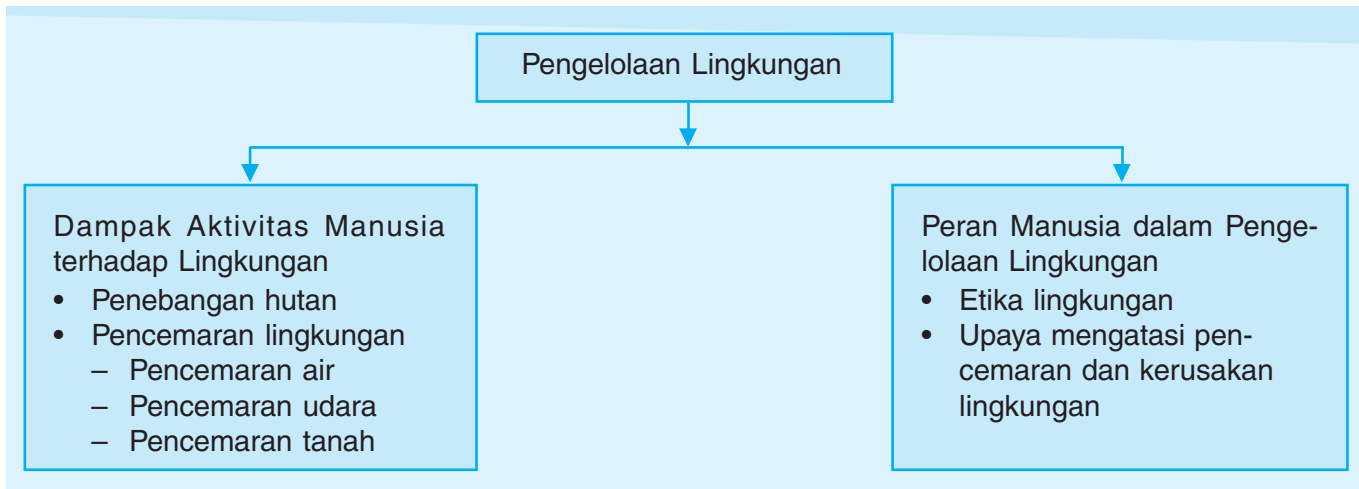 Pengelolaan Lingkungan
Dampak Aktivitas Manusia
terhadap Lingkungan
• Penebangan hutan
• Pencemaran lingkungan
– Pencemaran air
– Pencemaran udara
– Pencemaran tanah
Peran Manusia dalam Penge-
lolaan Lingkungan
• Etika lingkungan
• Upaya mengatasi pen-
cemaran dan kerusakan
lingkungan